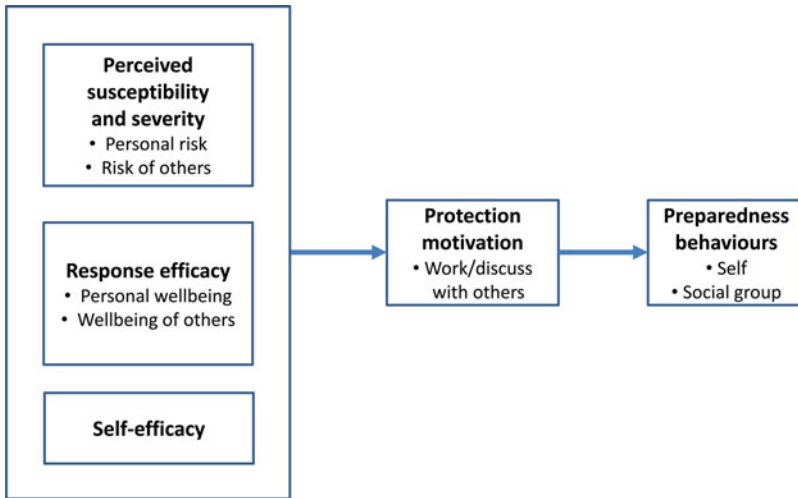 Perceived
susceptibility
and severity
• Personal risk
• Risk of others
Response efficacy
• Personal wellbeing
• Wellbeing of others
Self-efficacy
Protection
motivation
• Work/discuss
with others
Preparedness
behaviours
• Self
• Social group